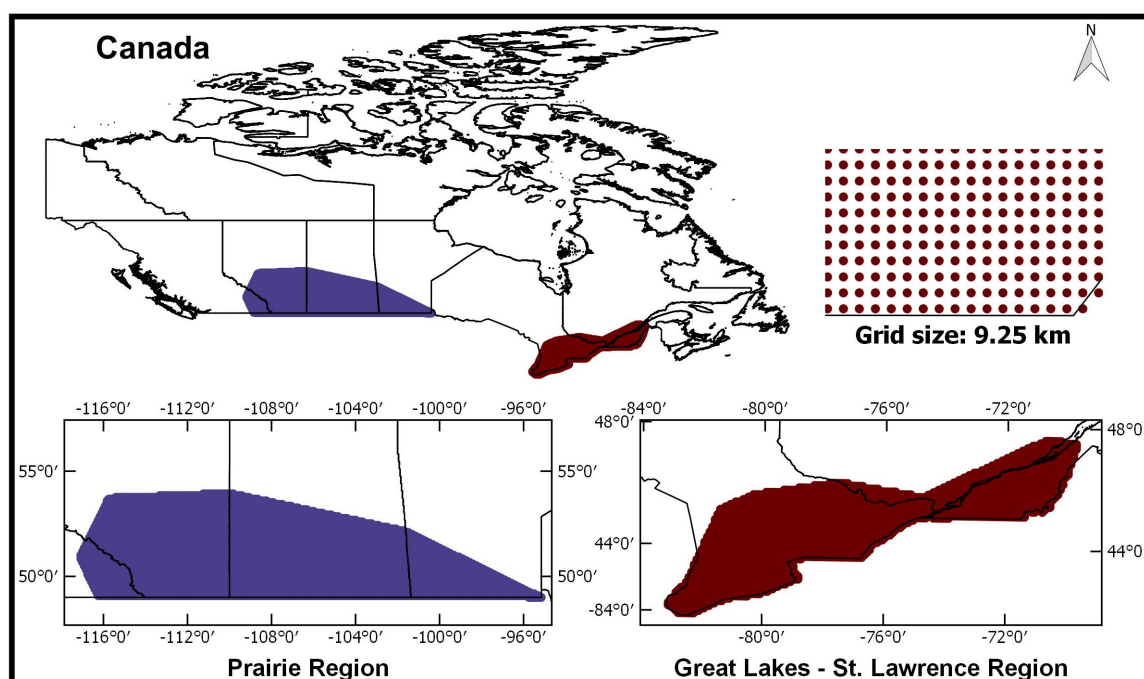 Canada
N
Grid size: 9.25 km
-116°0′ -112°0′ -108°0′ -104°0′ -100°0′ -96°0′
55°0′ 55°0′
50°0′ 50°0′
-116°0′ -112°0′ -108°0′ -104°0′ -100°0′ -96°0′
Prairie Region
-84°0′ -80°0′ -76°0′ -72°0′
48°0′ 48°0
44°0′ 44°0′
-84°0′
-80°0′ -76°0′ -72°0′
Great Lakes - St. Lawrence Region